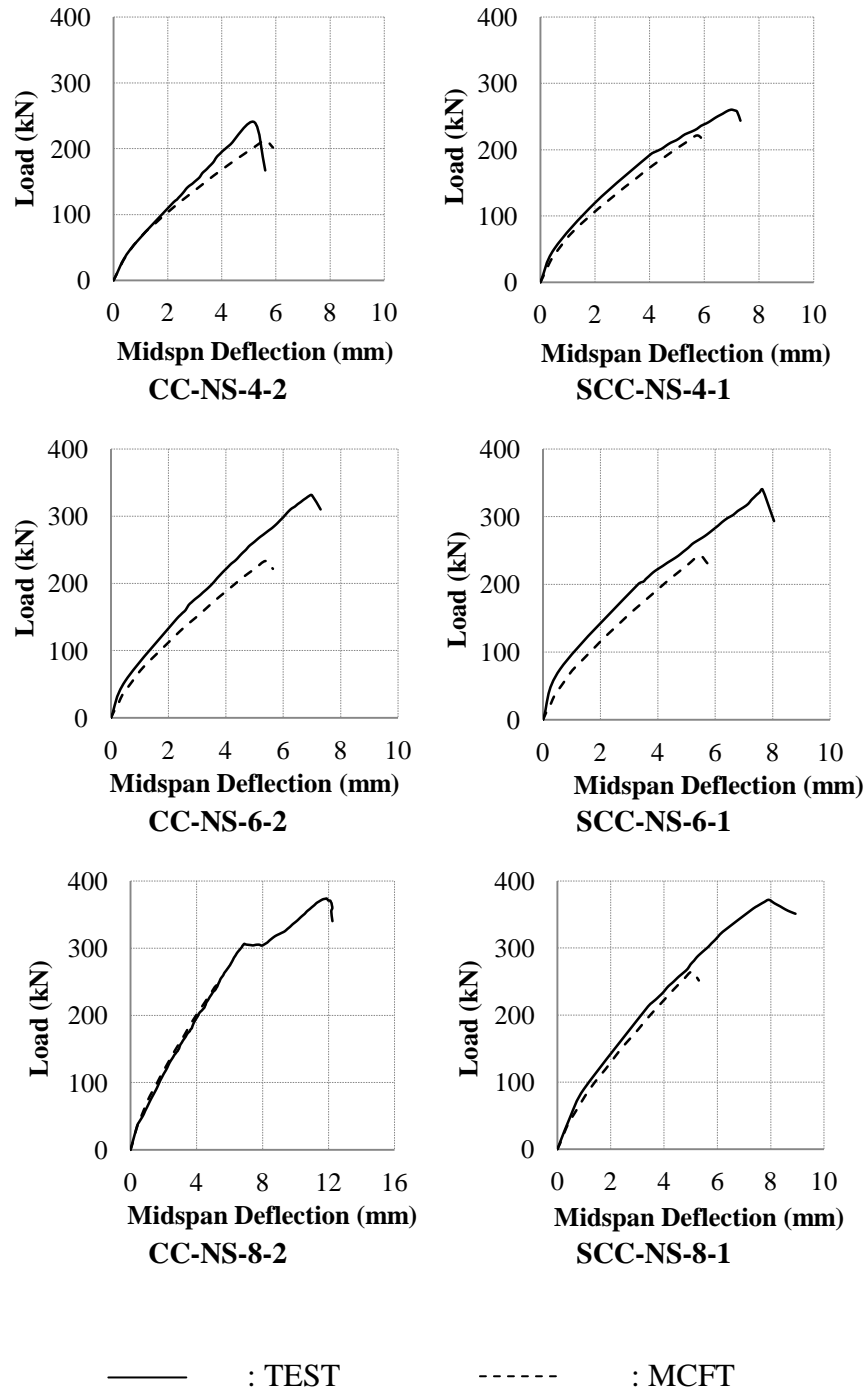 400
300
200
100
0
Load (kN)
0 2 4 6 8 10
Midspn Deflection (mm)
CC-NS-4-2
400
300
200
100
0
Load (kN)
0 2 4 6 8 10
Midspan Deflection (mm)
SCC-NS-4-1
400
300
200
100
0
Load (kN)
0 2 4 6 8 10
Midspan Deflection (mm)
CC-NS-6-2
400
300
200
100
0
Load (kN)
0 2 4 6 8 10
Midspan Deflection (mm)
SCC-NS-6-1
400
300
200
100
0
Load (kN)
0 4 8 12 16
Midspan Deflection (mm)
CC-NS-8-2
400
300
200
100
0
Load (kN)
0 2 4 6 8 10
Midspan Deflection (mm)
SCC-NS-8-1
: TEST
: MCFT